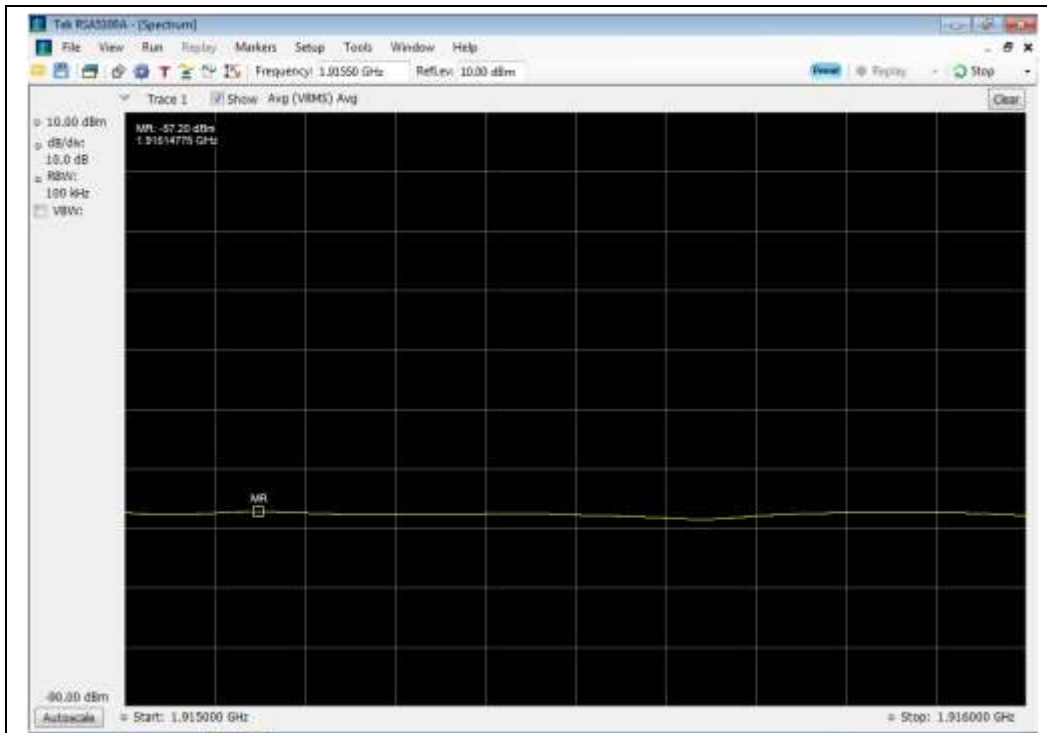 Tek RSA5100A - [Spectrum]
File View Run Replay Markers Setup Tools Window Help
Frequency: 1.91550 GHz RefLev: 10.00 dBm Preset Replay Stop
Trace 1 Show Avg (VRMS) Avg Clear
10.00 dBm
dB/div:
10.0 dB
RBW:
100 kHz
VBW:
MR: -57.20 dBm
1.91514775 GHz
MR
-90.00 dBm
Autoscale Start: 1.915000 GHz Stop: 1.916000 GHz